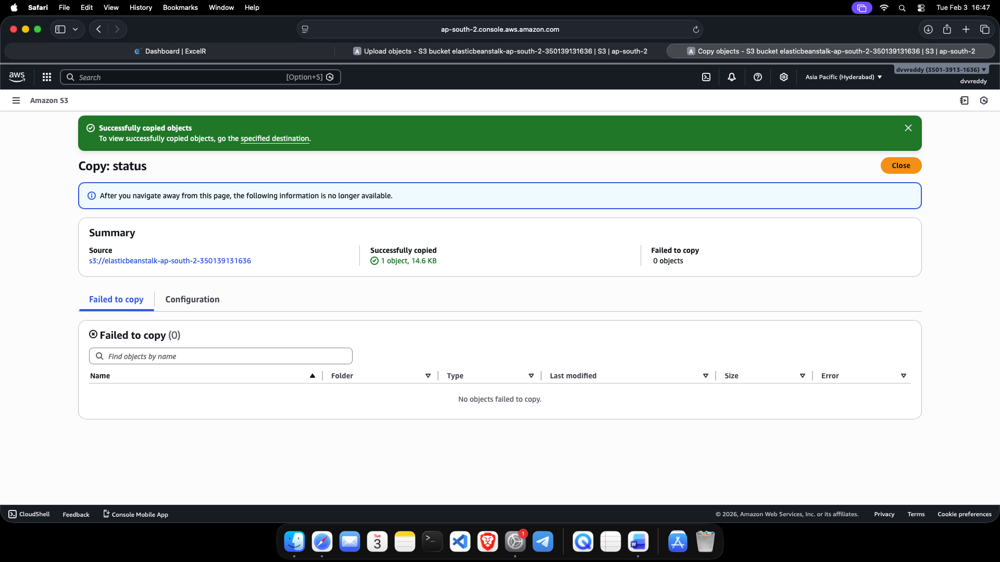 Safari File Edit View History Bookmarks Window Help
Tue Feb 3 16:47
ap-south-2.console.aws.amazon.com
Dashboard | ExcelR
Upload objects - S3 bucket elasticbeanstalk-ap-south-2-350139131636 | S3 | ap-south-2
Copy objects - S3 bucket elasticbeanstalk-ap-south-2-350139131636 | S3 | ap-south-2
aws
Search
[Option+S]
Asia Pacific (Hyderabad)
dvvreddy (3501-3913-1636)
dvvreddy
Amazon S3
Successfully copied objects
To view successfully copied objects, go the specified destination.
Copy: status
Close
After you navigate away from this page, the following information is no longer available.
Summary
Source
s3://elasticbeanstalk-ap-south-2-350139131636
Successfully copied
1 object, 14.6 KB
Failed to copy
0 objects
Failed to copy
Configuration
Failed to copy (0)
Find objects by name
Name Folder Type Last modified Size Error
No objects failed to copy.
CloudShell Feedback Console Mobile App
© 2026, Amazon Web Services, Inc. or its affiliates. Privacy Terms Cookie preferences
Tue
3
1
W